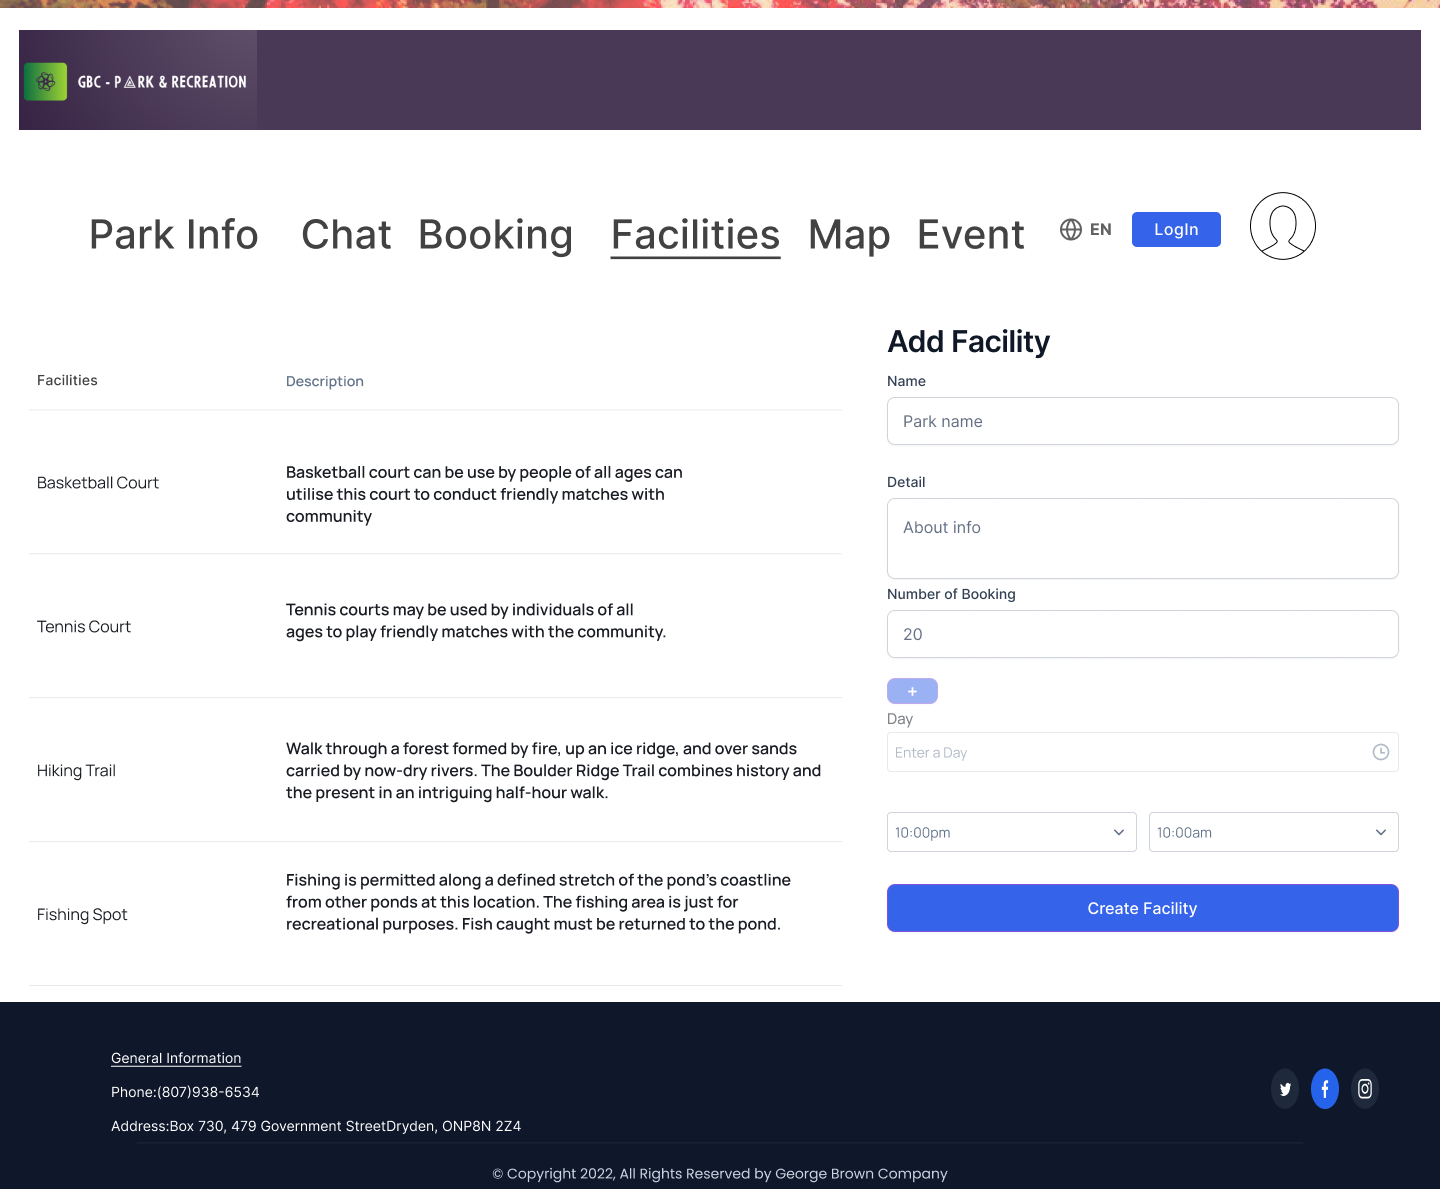 GBC - PARK & RECREATION
Park Info Chat Booking Facilities Map Event EN LogIn
Facilities Description
Basketball Court
Basketball court can be use by people of all ages can
utilise this court to conduct friendly matches with
community
Tennis Court
Tennis courts may be used by individuals of all
ages to play friendly matches with the community.
Hiking Trail
Walk through a forest formed by fire, up an ice ridge, and over sands
carried by now-dry rivers. The Boulder Ridge Trail combines history and
the present in an intriguing half-hour walk.
Fishing Spot
Fishing is permitted along a defined stretch of the pond's coastline
from other ponds at this location. The fishing area is just for
recreational purposes. Fish caught must be returned to the pond.
Add Facility
Name
Park name
Detail
About info
Number of Booking
20
+
Day
Enter a Day
10:00pm 10:00am
Create Facility
General Information
Phone:(807)938-6534
Address:Box 730, 479 Government StreetDryden, ONP8N 2Z4
© Copyright 2022, All Rights Reserved by George Brown Company